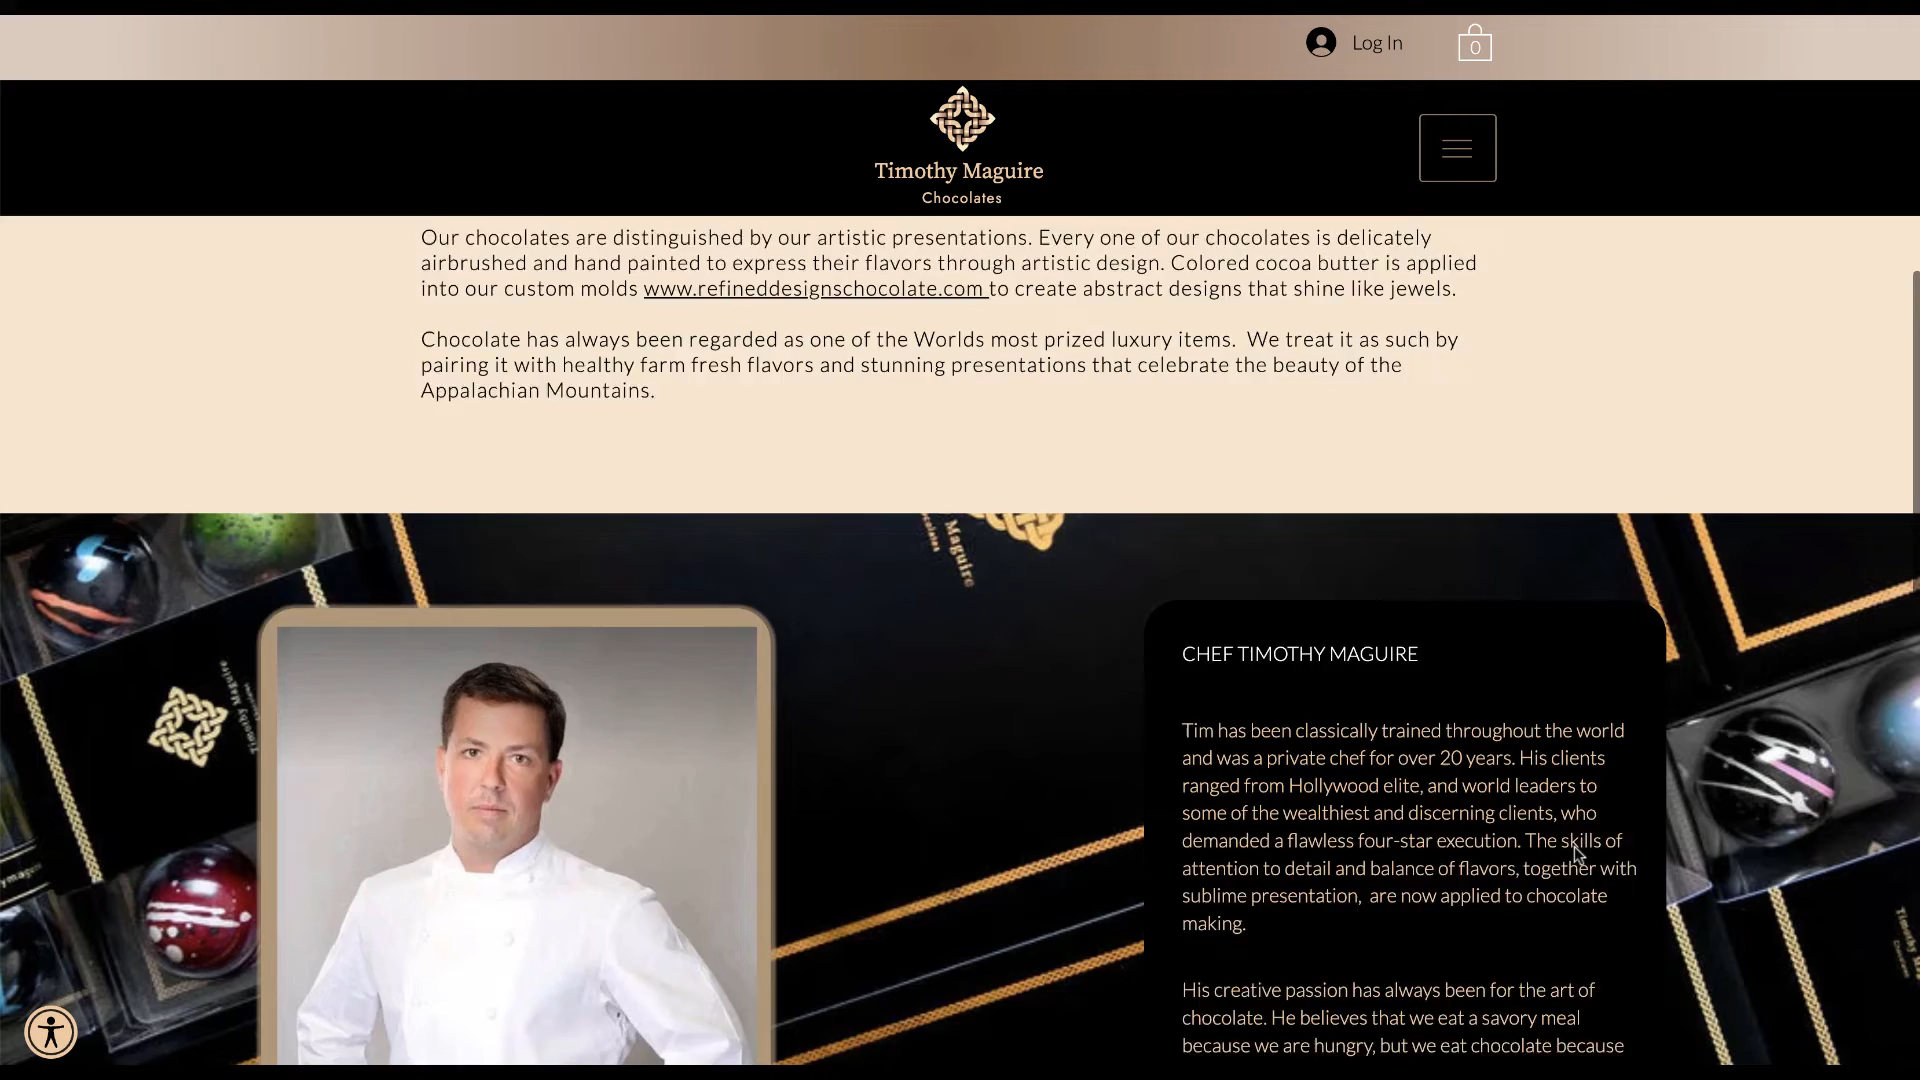 Log In
0
Timothy Maguire
Chocolates
Our chocolates are distinguished by our artistic presentations. Every one of our chocolates is delicately
airbrushed and hand painted to express their flavors through artistic design. Colored cocoa butter is applied
into our custom molds www.refineddesignschocolate.com to create abstract designs that shine like jewels.
Chocolate has always been regarded as one of the Worlds most prized luxury items. We treat it as such by
pairing it with healthy farm fresh flavors and stunning presentations that celebrate the beauty of the
Appalachian Mountains.
Maguire
Timothy Maguire
CHEF TIMOTHY MAGUIRE
Tim has been classically trained throughout the world
and was a private chef for over 20 years. His clients
ranged from Hollywood elite, and world leaders to
some of the wealthiest and discerning clients, who
demanded a flawless four-star execution. The skills of
attention to detail and balance of flavors, together with
sublime presentation, are now applied to chocolate
making.
His creative passion has always been for the art of
chocolate. He believes that we eat a savory meal
because we are hungry, but we eat chocolate because